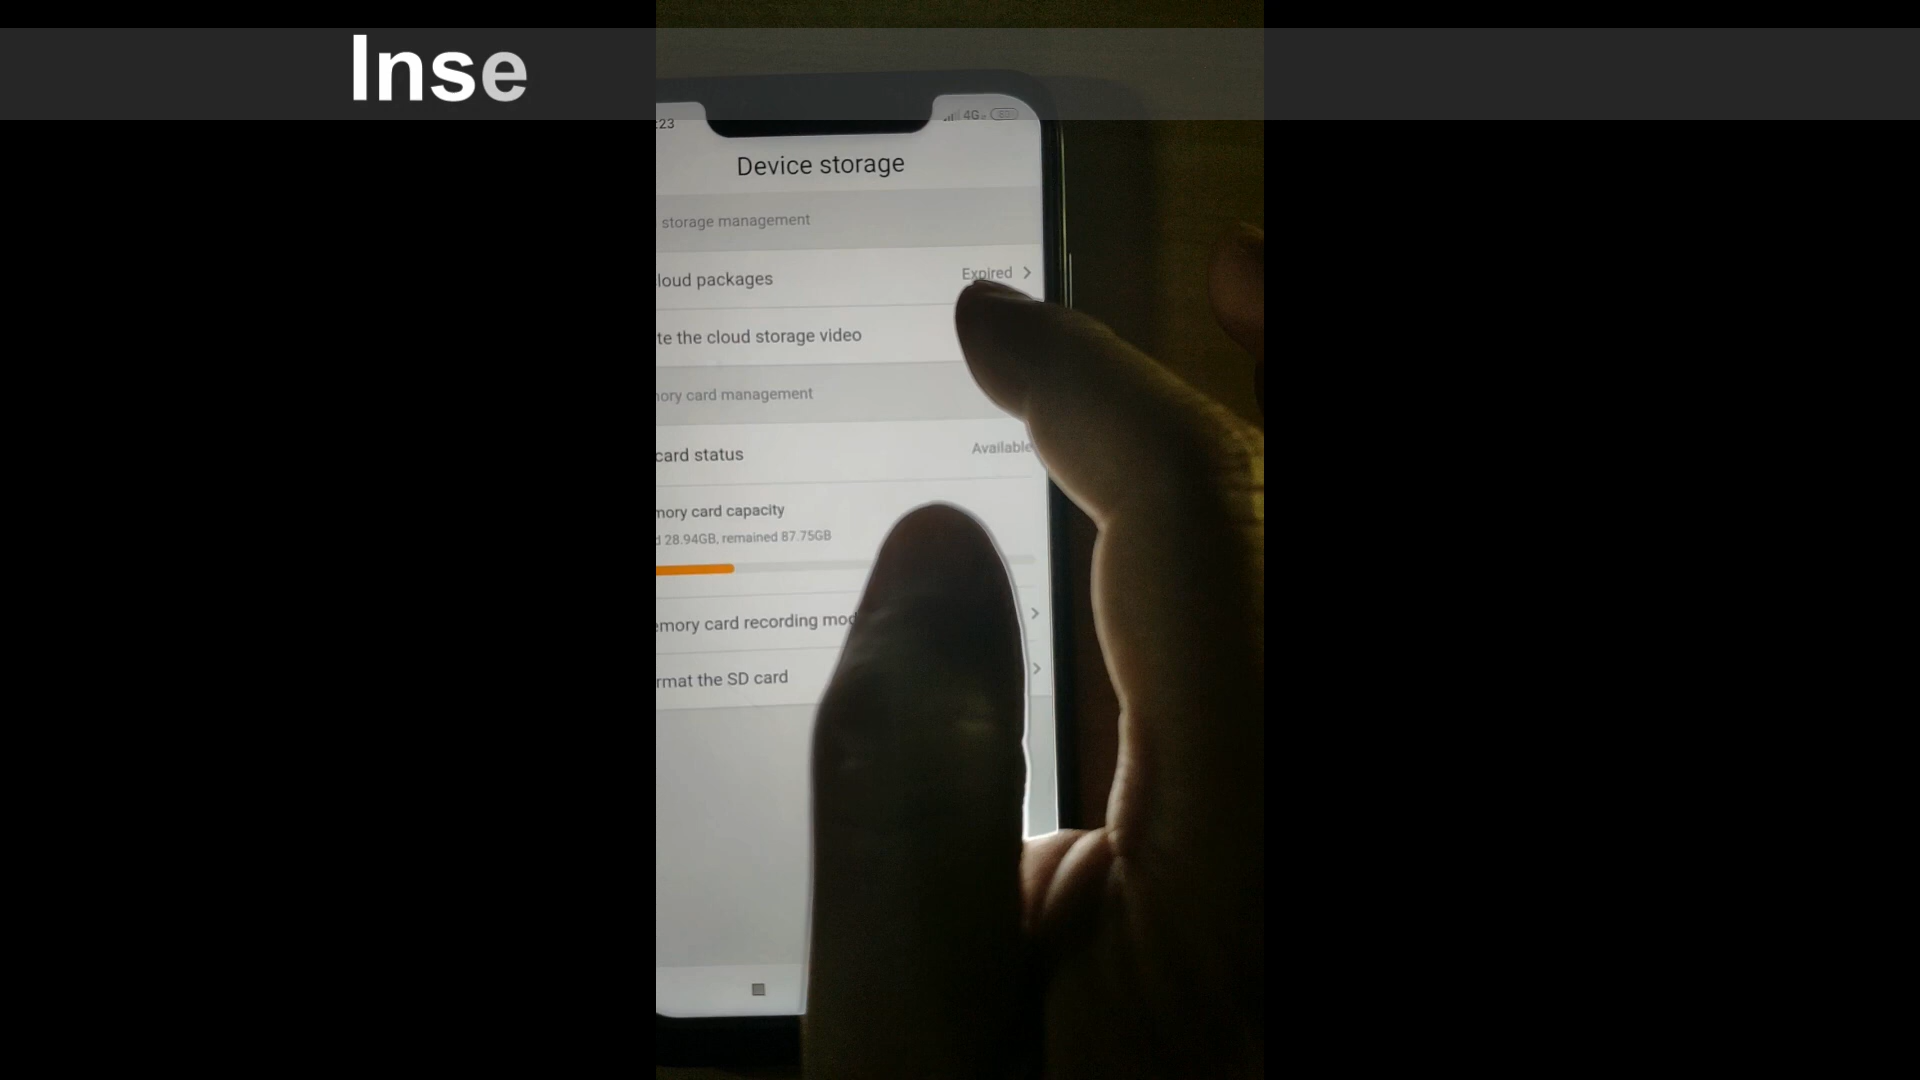 Inse
:23
4G
Device storage
storage management
loud packages
Expired
te the cloud storage video
ory card management
card status
Available
mory card capacity
d 28.94GB, remained 87.75GB
emory card recording mod
rmat the SD card